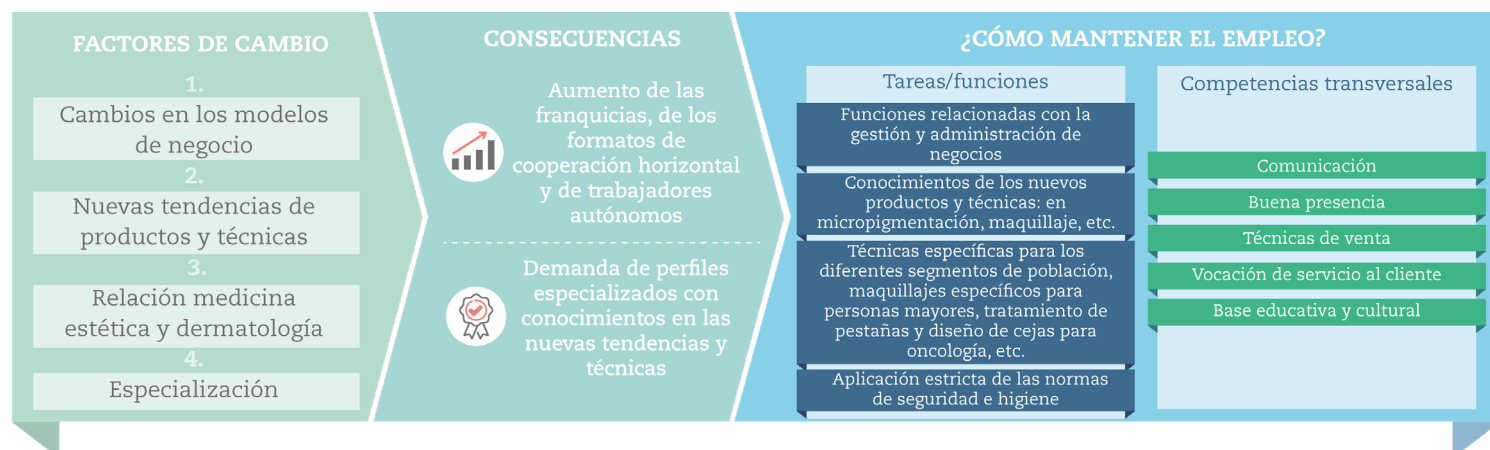 FACTORES DE CAMBIO
1.
Cambios en los modelos
de negocio
2.
Nuevas tendencias de
productos y técnicas
3.
Relación medicina
estética y dermatología
4.
Especialización
CONSECUENCIAS
Aumento de las
franquicias, de los
formatos de
cooperación horizontal
y de trabajadores
autónomos
Demanda de perfiles
especializados con
conocimientos en las
nuevas tendencias y
técnicas
¿CÓMO MANTENER EL EMPLEO?
Tareas/funciones
Funciones relacionadas con la
gestión y administración de
negocios
Conocimientos de los nuevos
productos y técnicas: en
micropigmentación, maquillaje, etc.
Técnicas específicas para los
diferentes segmentos de población,
maquillajes específicos para
personas mayores, tratamiento de
pestañas y diseño de cejas para
oncología, etc.
Aplicación estricta de las normas
de seguridad e higiene
Competencias transversales
Comunicación
Buena presencia
Técnicas de venta
Vocación de servicio al cliente
Base educativa y cultural